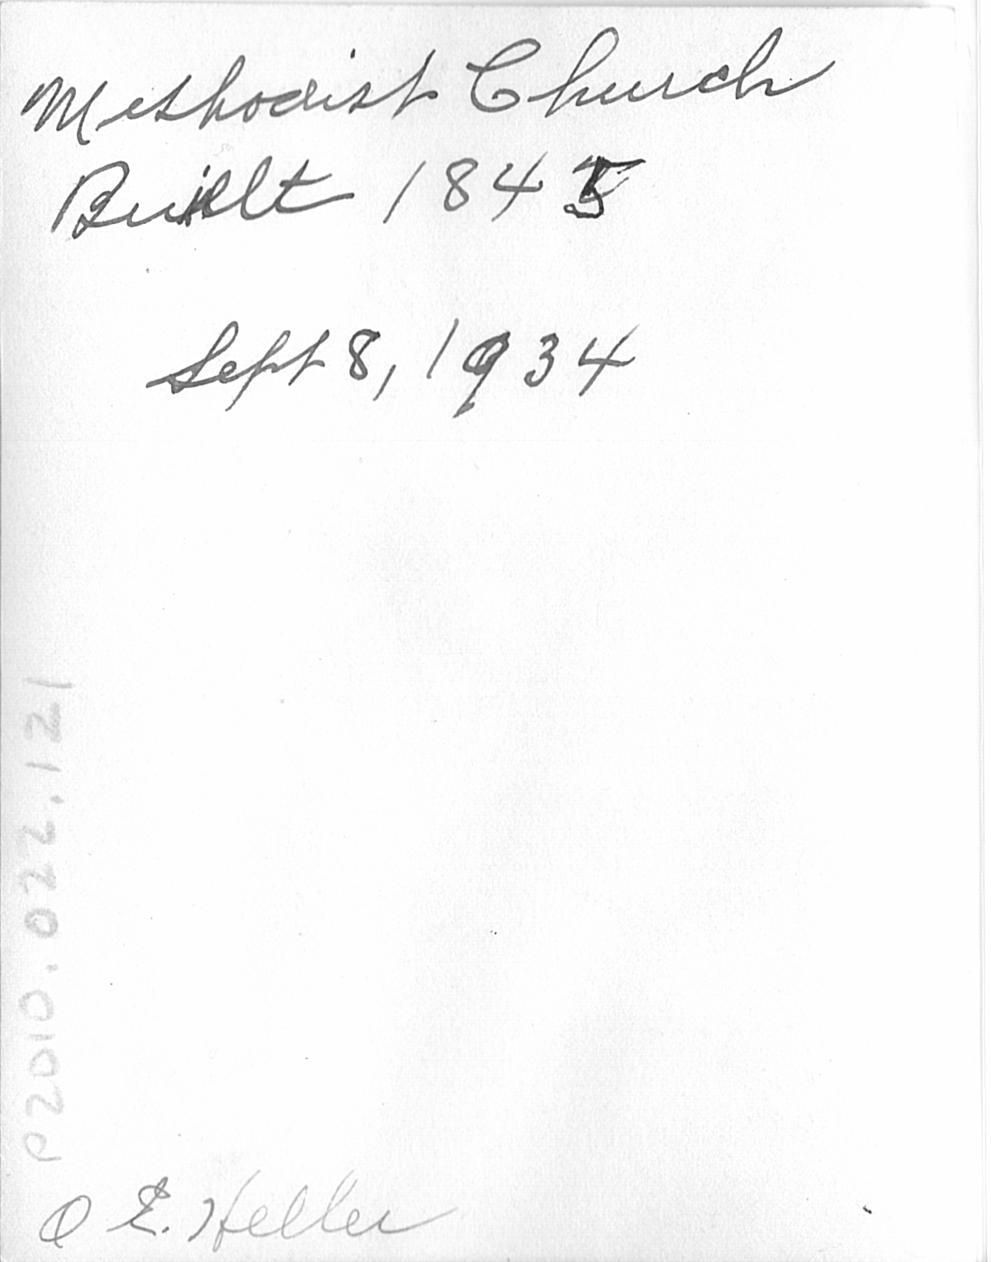 Methodist Church
Built 1845
Sept 8, 1934
P2010.022.121
O E. Heller